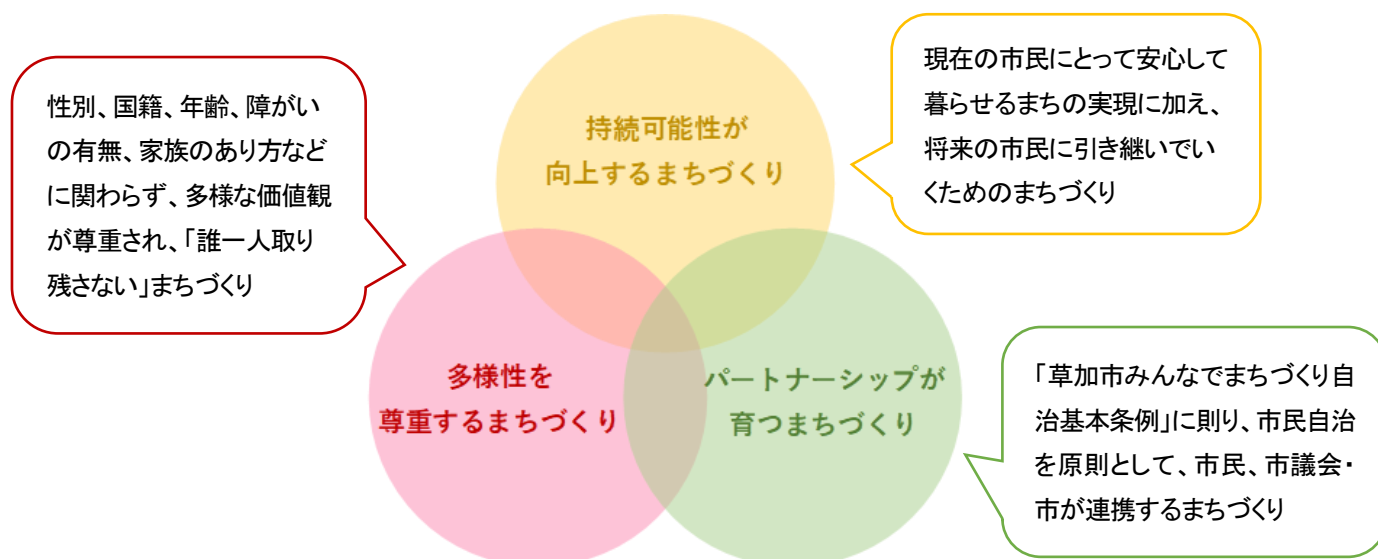 性別、国籍、年齢、障がい
の有無、家族のあり方など
に関わらず、多様な価値観
が尊重され、「誰一人取り
残さない」まちづくり
持続可能性が
向上するまちづくり
現在の市民にとって安心して
暮らせるまちの実現に加え、
将来の市民に引き継いでい
くためのまちづくり
多様性を
尊重するまちづくり
パートナーシップが
育つまちづくり
「草加市みんなでまちづくり自
治基本条例」に則り、市民自治
を原則として、市民、市議会・
市が連携するまちづくり